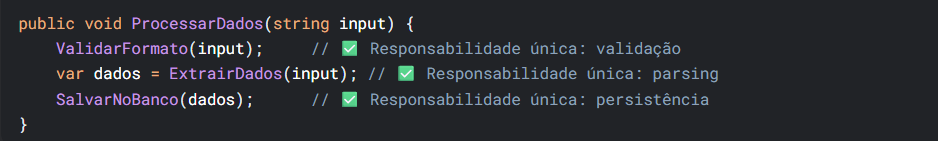 public void ProcessarDados(string input) {
    ValidarFormato(input);     // ✅ Responsabilidade única: validação
    var dados = ExtrairDados(input); // ✅ Responsabilidade única: parsing
    SalvarNoBanco(dados);      // ✅ Responsabilidade única: persistência
}